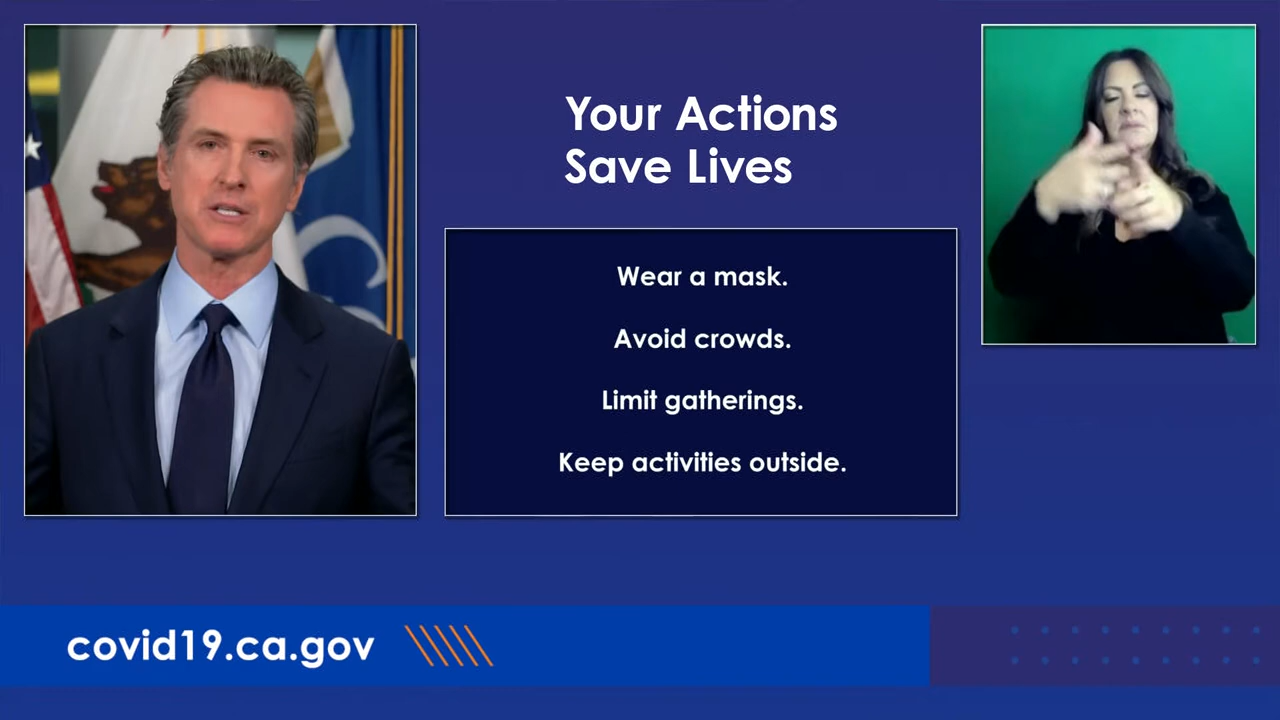 Your Actions
Save Lives
Wear a mask.
Avoid crowds.
Limit gatherings.
Keep activities outside.
covid19.ca.gov